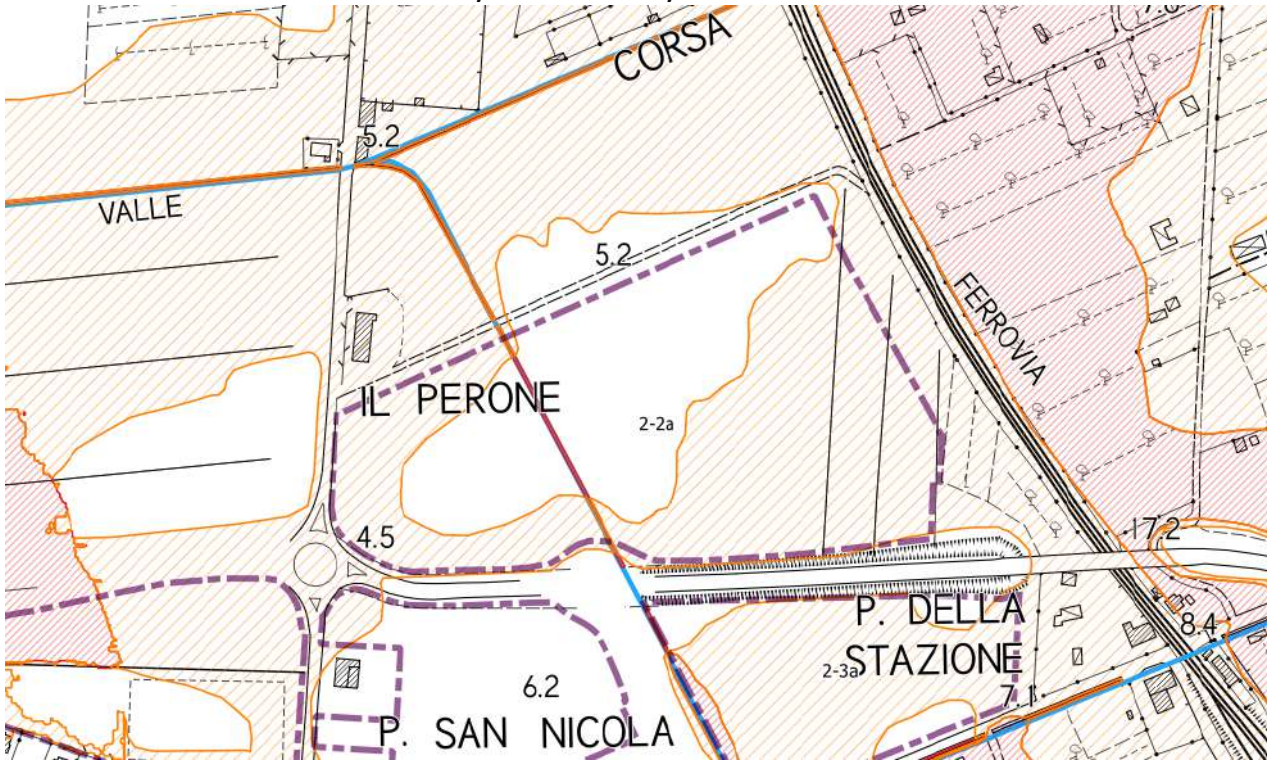 CORSA
5.2
VALLE
5.2
FERROVIA
IL PERONE
2-2a
4.5
17.2
P. DELLA
8.4
2-3a STAZIONE
6.2
7.1
P. SAN NICOLA